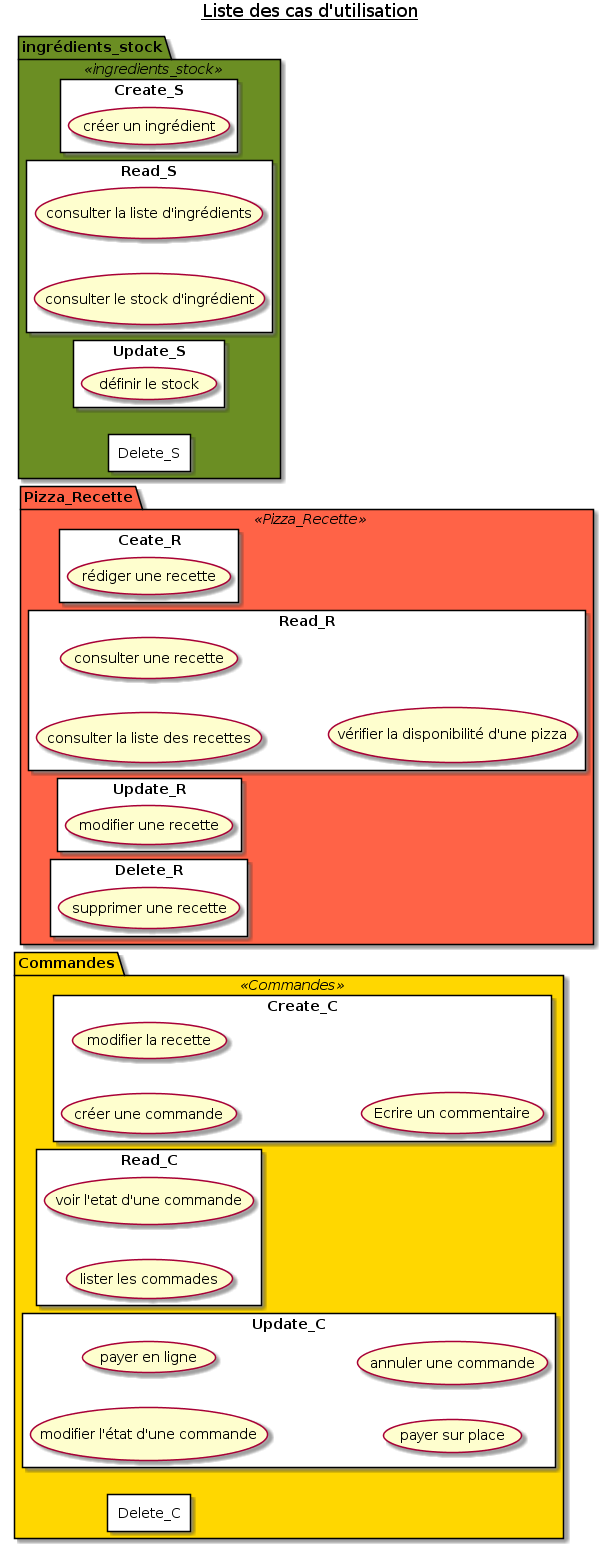 Liste des cas d'utilisation
ingrédients_stock
«ingredients_stock»
Create_S
créer un ingrédient
Read_S
consulter la liste d'ingrédients
consulter le stock d'ingrédient
Update_S
définir le stock
Delete_S
Pizza_Recette
«Pizza_Recette»
Ceate_R
rédiger une recette
Read_R
consulter une recette
consulter la liste des recettes
vérifier la disponibilité d'une pizza
Update_R
modifier une recette
Delete_R
supprimer une recette
Commandes
«Commandes»
Create_C
modifier la recette
créer une commande
Ecrire un commentaire
Read_C
voir l'etat d'une commande
lister les commades
Update_C
payer en ligne
annuler une commande
modifier l'état d'une commande
payer sur place
Delete_C